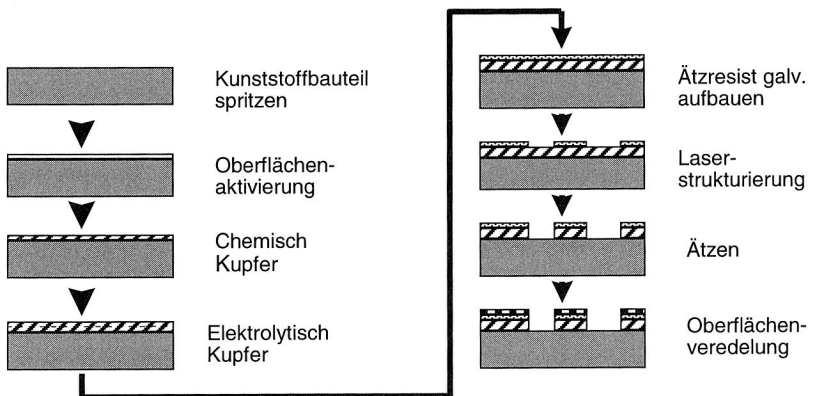 Kunststoffbauteil
spritzen
Oberflächen-
aktivierung
Chemisch
Kupfer
Elektrolytisch
Kupfer
Ätzresist galv.
aufbauen
Laser-
strukturierung
Ätzen
Oberflächen-
veredelung